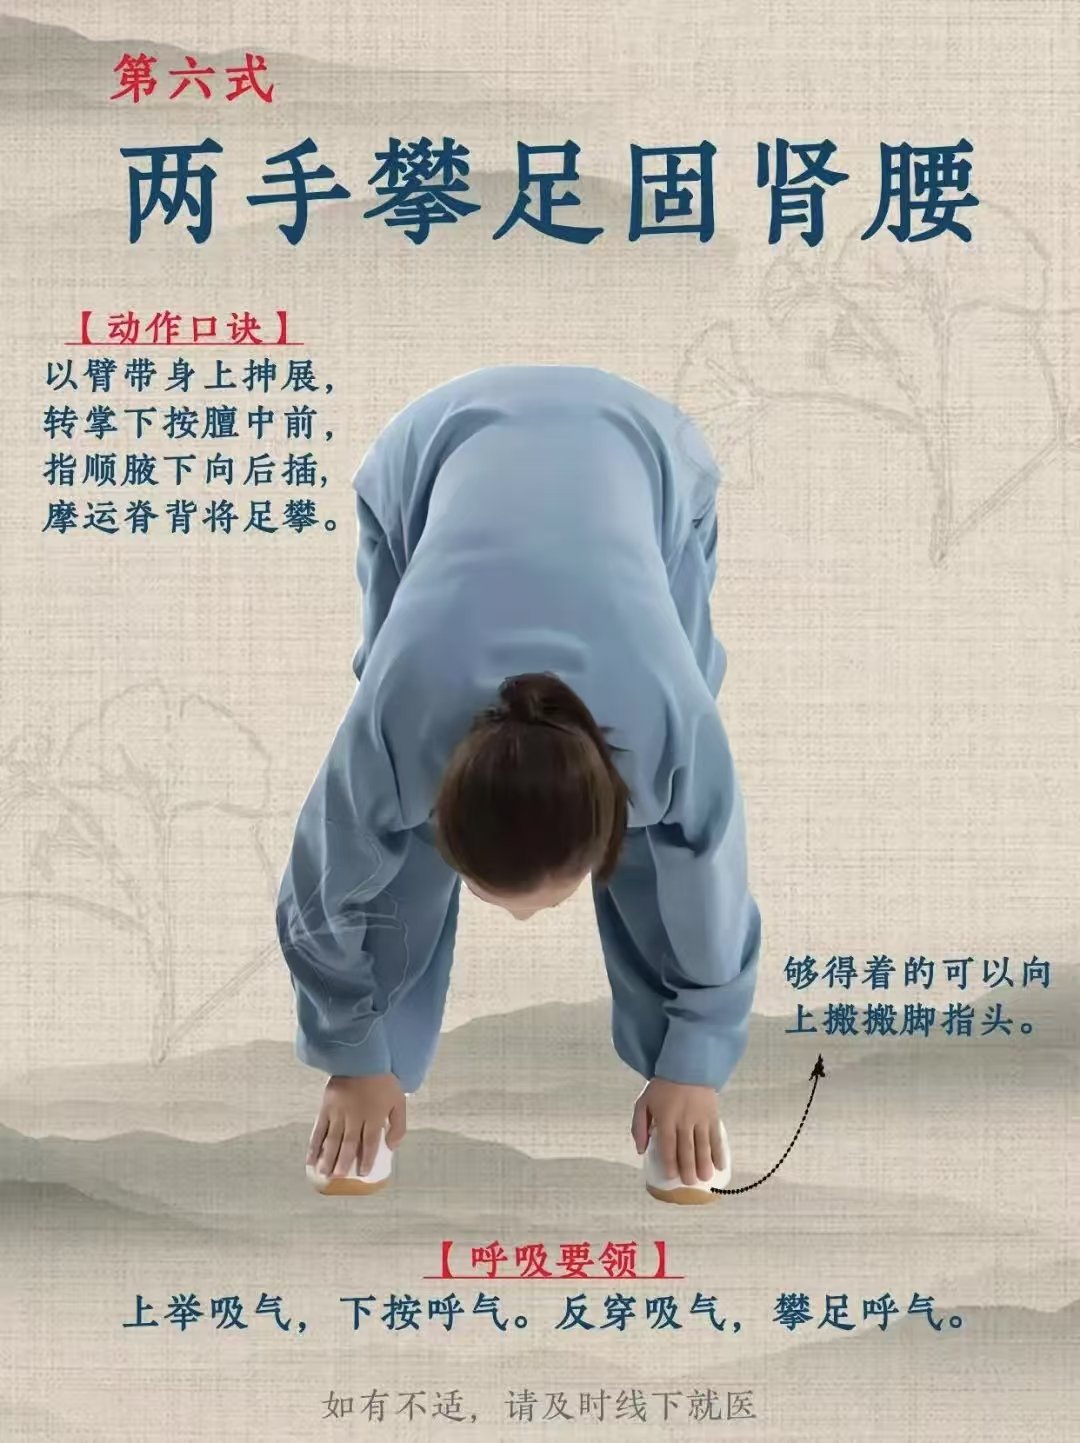 第六式
两手攀足固肾腰
【动作口诀】
以臂带身上抻展，
转掌下按膻中前，
指顺腋下向后插，
摩运脊背将足攀。
够得着的可以向
上搬搬脚指头。
【呼吸要领】
上举吸气，下按呼气。反穿吸气，攀足呼气。
如有不适，请及时线下就医